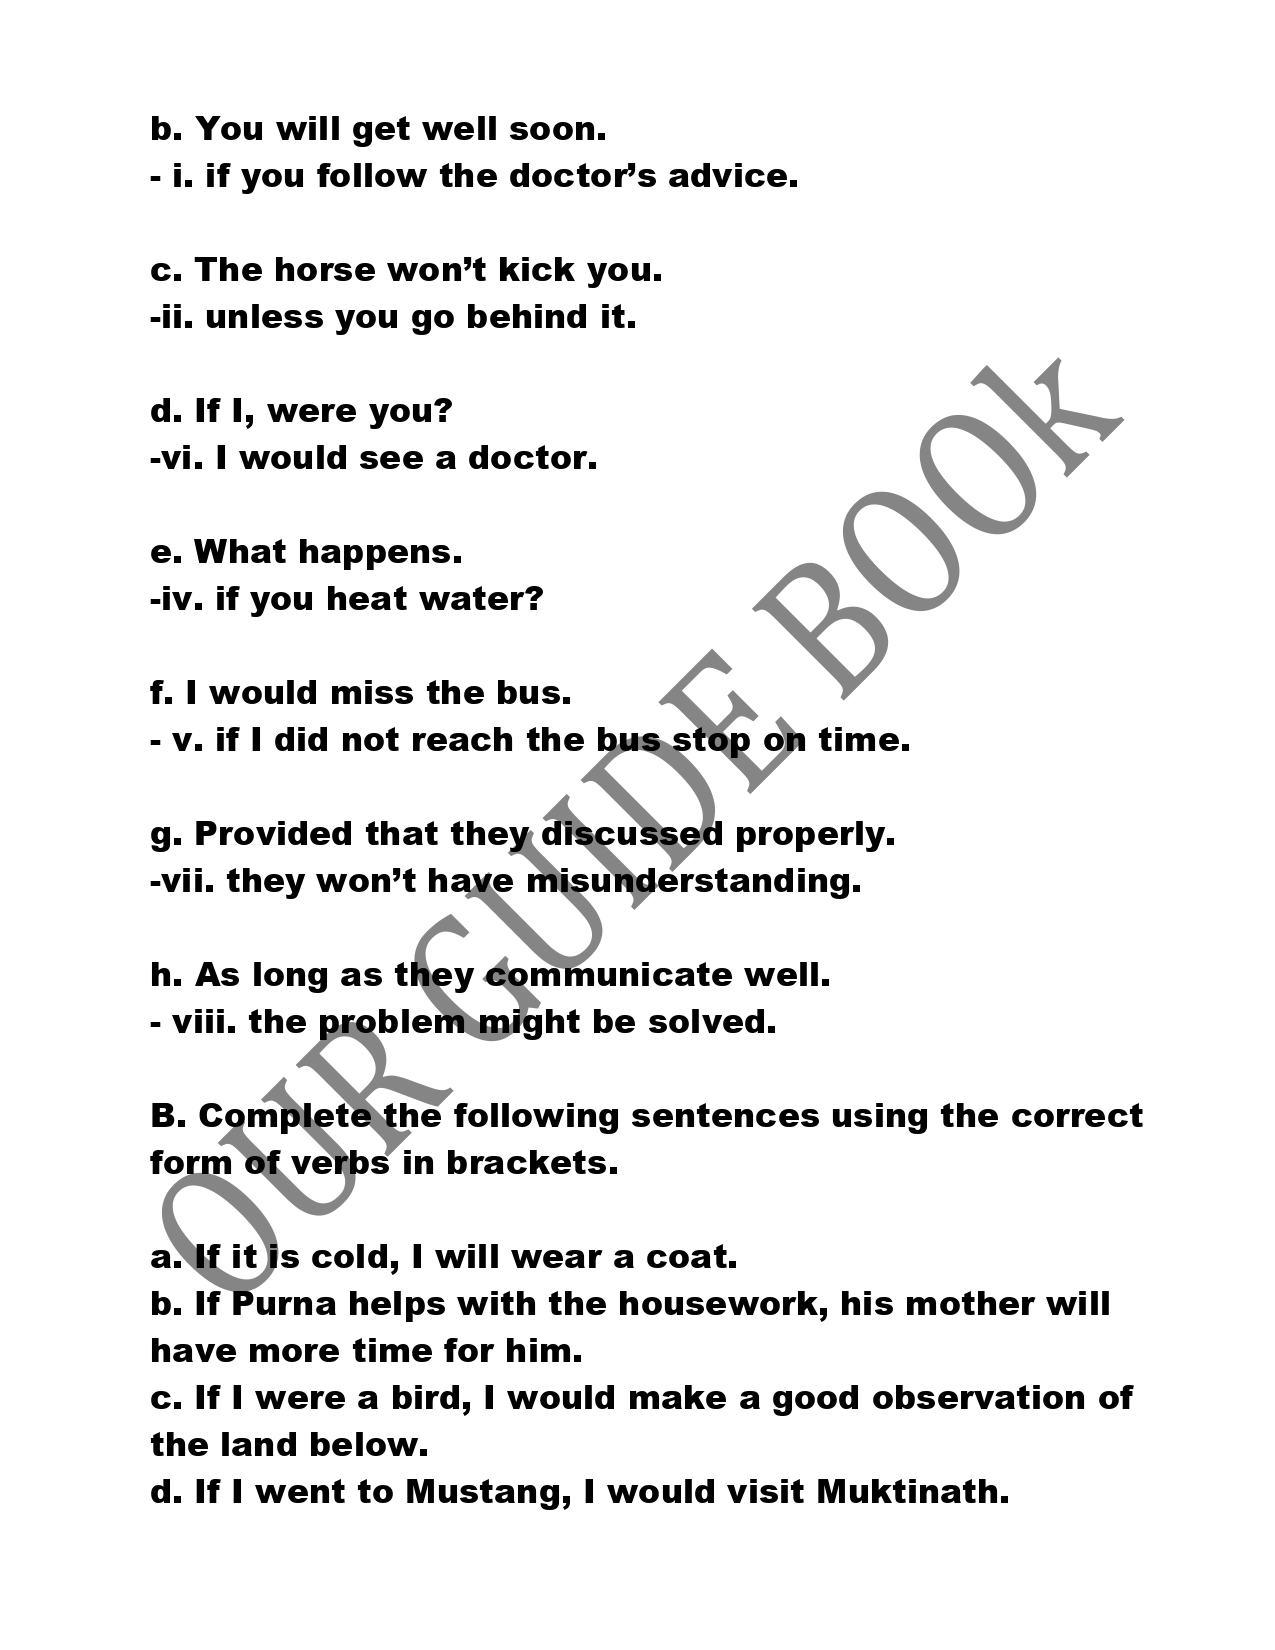 b. You will get well soon.
- i. if you follow the doctor’s advice.
c. The horse won’t kick you.
-ii. unless you go behind it.
d. If I, were you?
-vi. I would see a doctor.
e. What happens.
-iv. if you heat water?
f. I would miss the bus.
- v. if I did not reach the bus stop on time.
g. Provided that they discussed properly.
-vii. they won’t have misunderstanding.
h. As long as they communicate well.
- viii. the problem might be solved.
B. Complete the following sentences using the correct
form of verbs in brackets.
a. If it is cold, I will wear a coat.
b. If Purna helps with the housework, his mother will
have more time for him.
c. If I were a bird, I would make a good observation of
the land below.
d. If I went to Mustang, I would visit Muktinath.
OUR GUIDE BOOk